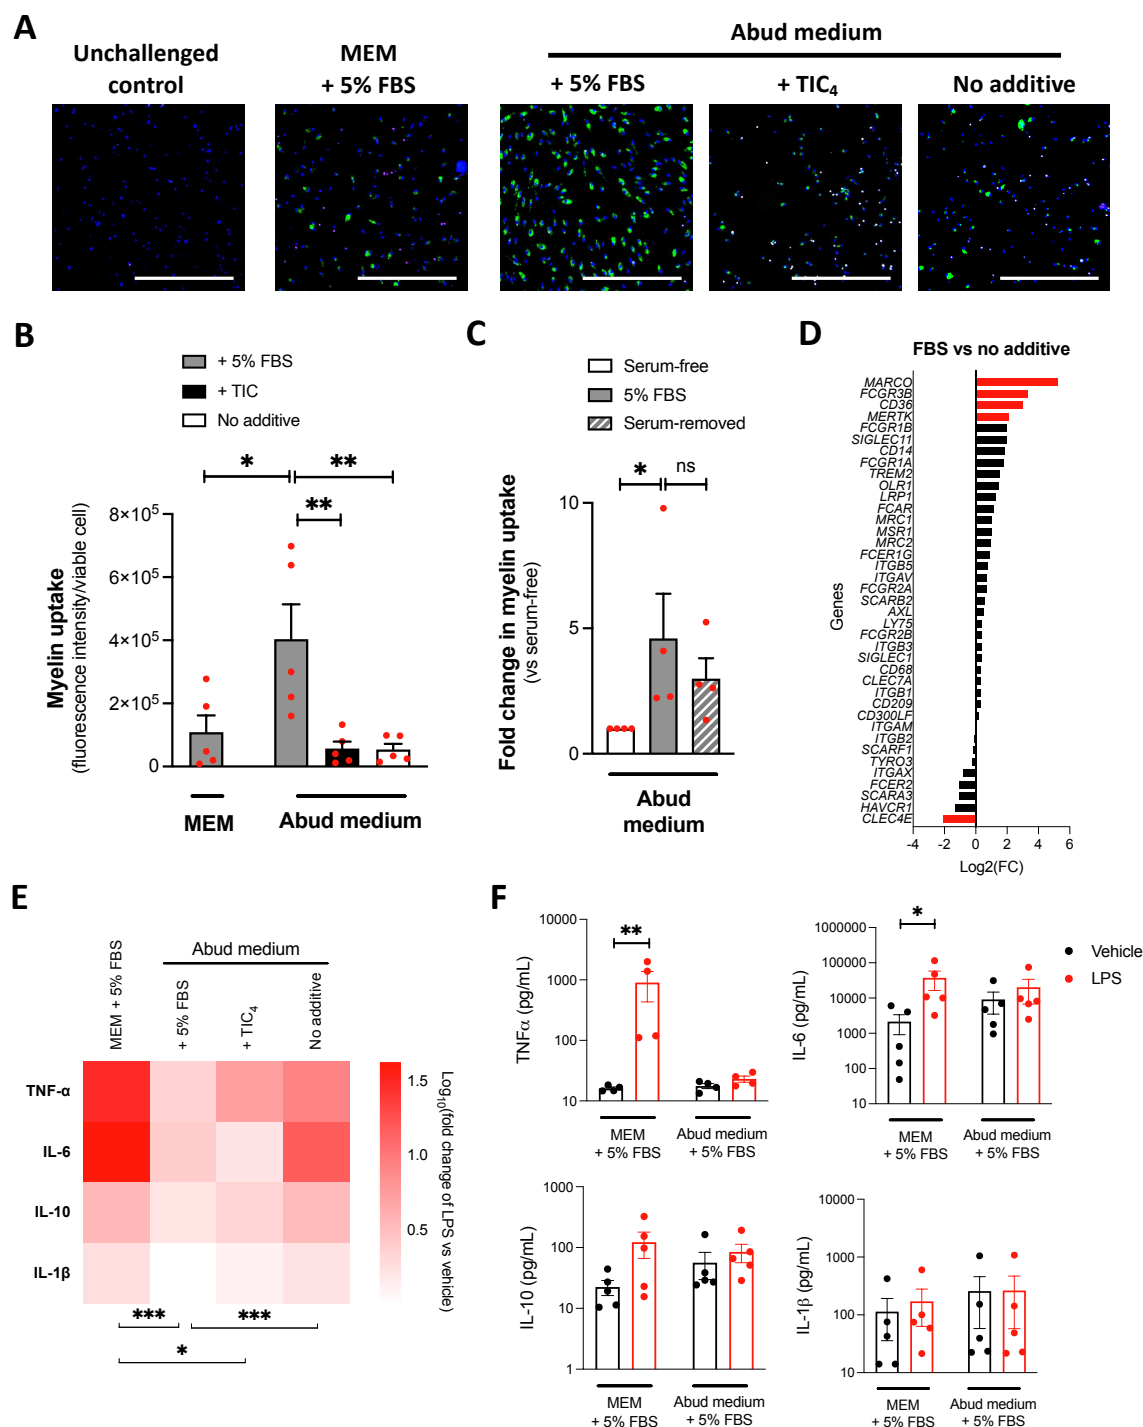 A
Unchallenged
control
MEM
+ 5% FBS
Abud medium
+ 5% FBS
+ TIC₄
No additive
B
+ 5% FBS
+ TIC
No additive
*
**
**
8×10⁵
6×10⁵
4×10⁵
2×10⁵
0
Myelin uptake
(fluorescence intensity/viable cell)
MEM
Abud medium
C
Serum-free
5% FBS
Serum-removed
*
ns
10
5
0
Fold change in myelin uptake
(vs serum-free)
Abud
medium
D
FBS vs no additive
Genes
MARCO
FCGR3B
CD36
MERTK
FCGR1B
SIGLEC11
CD14
FCGR1A
TREM2
OLR1
LRP1
FCAR
MRC1
MSR1
MRC2
FCER1G
ITGB5
ITGAV
FCGR2A
SCARB2
AXL
LY75
FCGR2B
ITGB3
SIGLEC1
CD68
CLEC7A
ITGB1
CD209
CD300LF
ITGAM
ITGB2
SCARF1
TYRO3
ITGAX
FCER2
SCARA3
HAVCR1
CLEC4E
-4 -2 0 2 4 6
Log2(FC)
E
Abud medium
MEM + 5% FBS
+ 5% FBS
+ TIC₄
No additive
TNF-α
IL-6
IL-10
IL-1β
1.5
1.0
0.5
Log₁₀(fold change of LPS vs vehicle)
***
***
*
F
TNFα (pg/mL)
10000
1000
100
10
**
MEM
+ 5% FBS
Abud medium
+ 5% FBS
IL-6 (pg/mL)
1000000
100000
10000
1000
100
10
*
MEM
+ 5% FBS
Abud medium
+ 5% FBS
Vehicle
LPS
IL-10 (pg/mL)
1000
100
10
1
MEM
+ 5% FBS
Abud medium
+ 5% FBS
IL-1β (pg/mL)
10000
1000
100
10
MEM
+ 5% FBS
Abud medium
+ 5% FBS